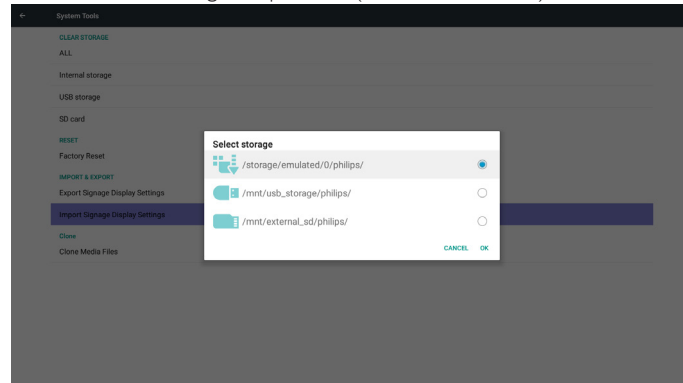 System Tools
CLEAR STORAGE
ALL
Internal storage
USB storage
SD card
RESET
Factory Reset
IMPORT & EXPORT
Export Signage Display Settings
Import Signage Display Settings
Clone
Clone Media Files
Select storage
/storage/emulated/0/philips/
/mnt/usb_storage/philips/
/mnt/external_sd/philips/
CANCEL OK